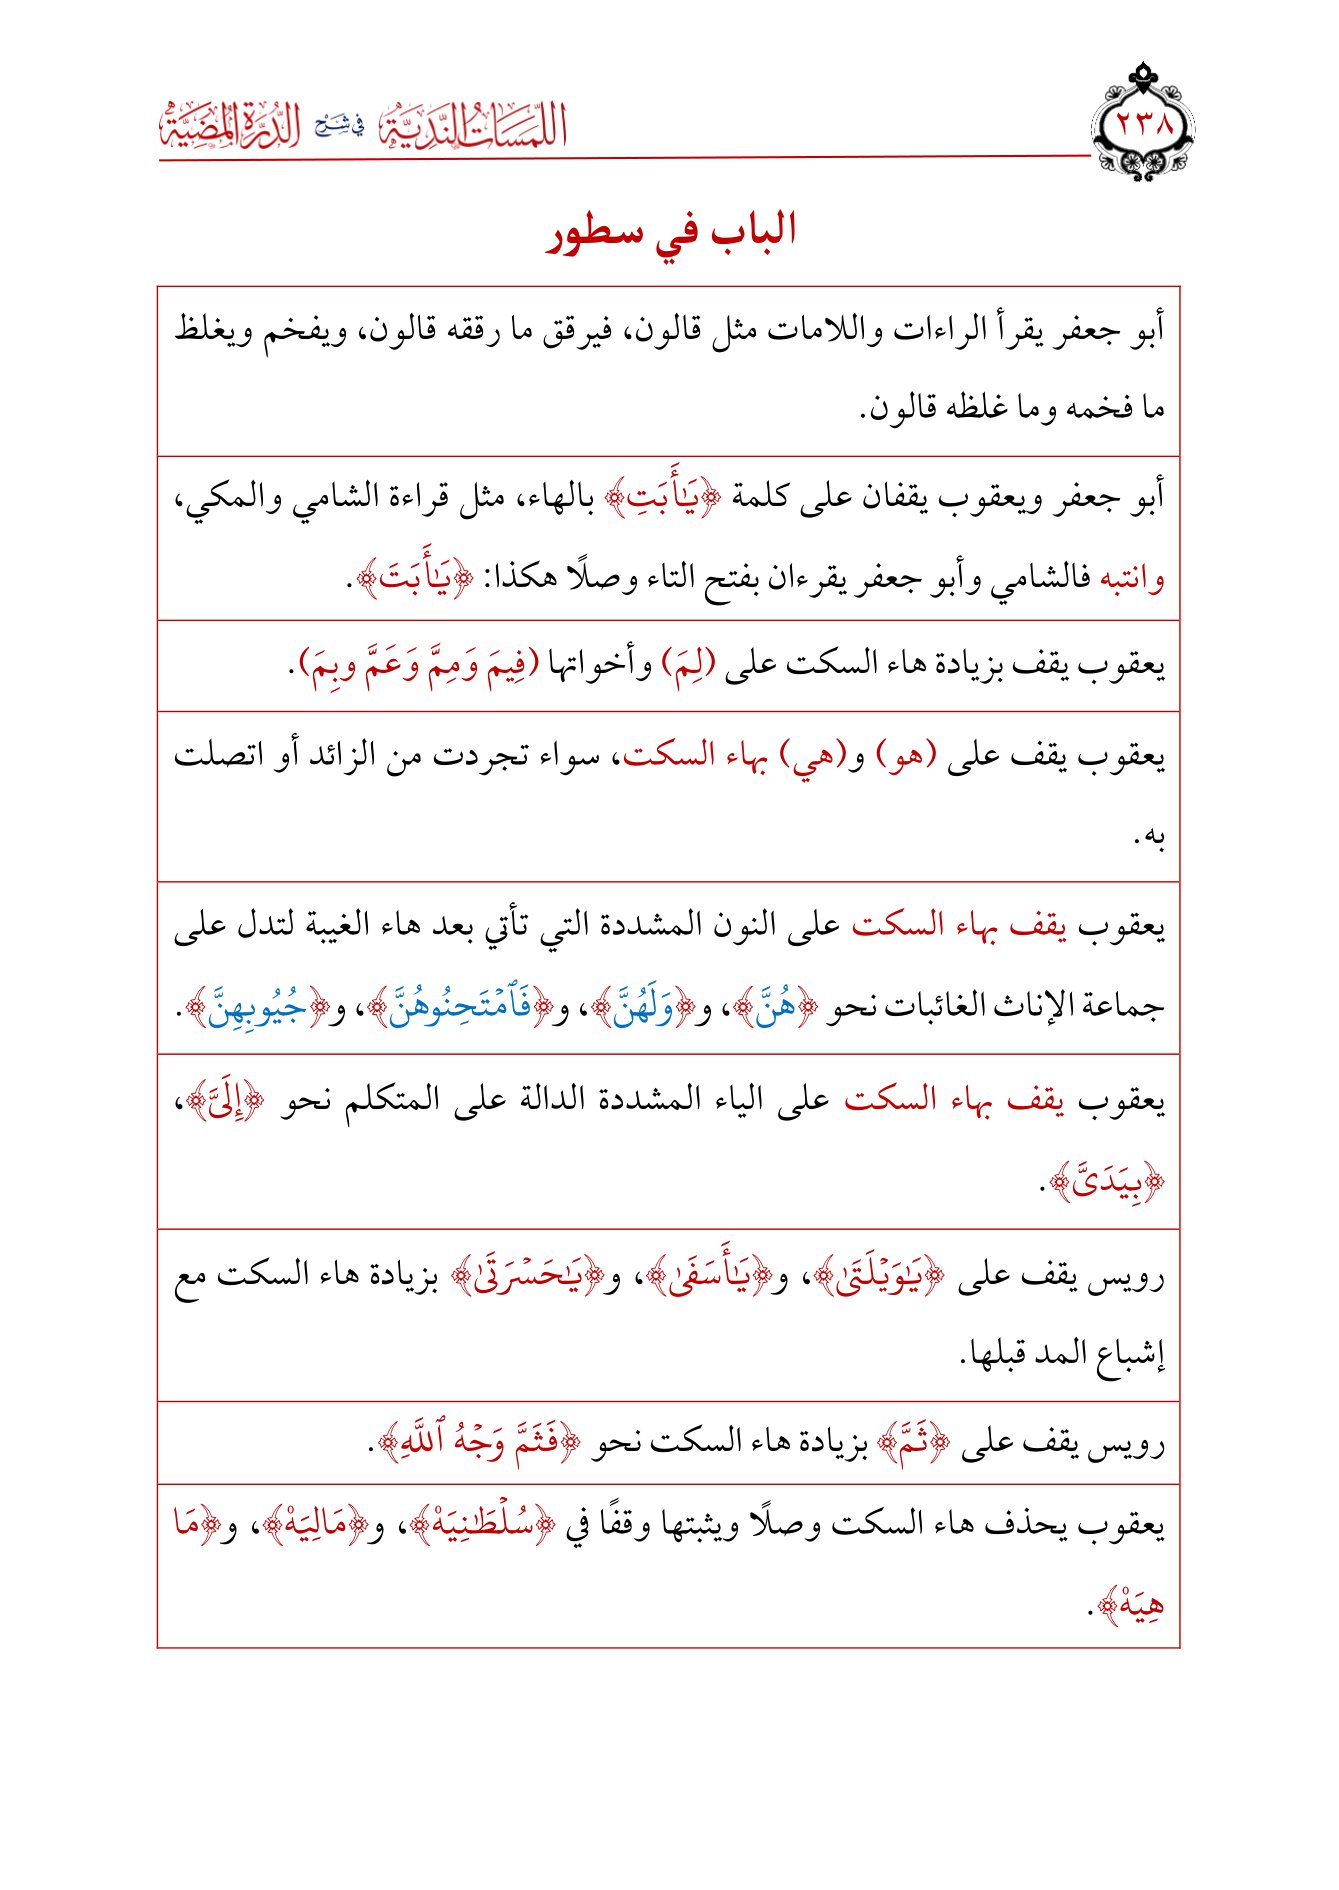 اللَّمَسَاتُ النَّدِيَّةُ فِي شَرْحِ الدُّرَّةِ المُضِيَّةِ
٢٣٨
الباب في سطور
أبو جعفر يقرأ الراءات واللامات مثل قالون، فيرقق ما رققه قالون، ويفخم ويغلظ
ما فخمه وما غلظه قالون.
أبو جعفر ويعقوب يقفان على كلمة ﴿يَـٰٓأَبَتِ﴾ بالهاء، مثل قراءة الشامي والمكي،
وانتبه فالشامي وأبو جعفر يقرءان بفتح التاء وصلًا هكذا: ﴿يَـٰٓأَبَتَ﴾.
يعقوب يقف بزيادة هاء السكت على (لِمَ) وأخواتها (فِيمَ وَمِمَّ وَعَمَّ وبِمَ).
يعقوب يقف على (هو) و(هي) بهاء السكت، سواء تجردت من الزائد أو اتصلت
به.
يعقوب يقف بهاء السكت على النون المشددة التي تأتي بعد هاء الغيبة لتدل على
جماعة الإناث الغائبات نحو ﴿هُنَّ﴾، و﴿وَلَهُنَّ﴾، و﴿فَٱمْتَحِنُوهُنَّ﴾، و﴿جُيُوبِهِنَّ﴾.
يعقوب يقف بهاء السكت على الياء المشددة الدالة على المتكلم نحو ﴿إِلَىَّ﴾،
﴿بِيَدَىَّ﴾.
رويس يقف على ﴿يَـٰوَيْلَتَىٰ﴾، و﴿يَـٰٓأَسَفَىٰ﴾، و﴿يَـٰحَسْرَتَىٰ﴾ بزيادة هاء السكت مع
إشباع المد قبلها.
رويس يقف على ﴿ثَمَّ﴾ بزيادة هاء السكت نحو ﴿فَثَمَّ وَجْهُ ٱللَّهِ﴾.
يعقوب يحذف هاء السكت وصلًا ويثبتها وقفًا في ﴿سُلْطَـٰنِيَهْ﴾، و﴿مَالِيَهْ﴾، و﴿مَا
هِيَهْ﴾.